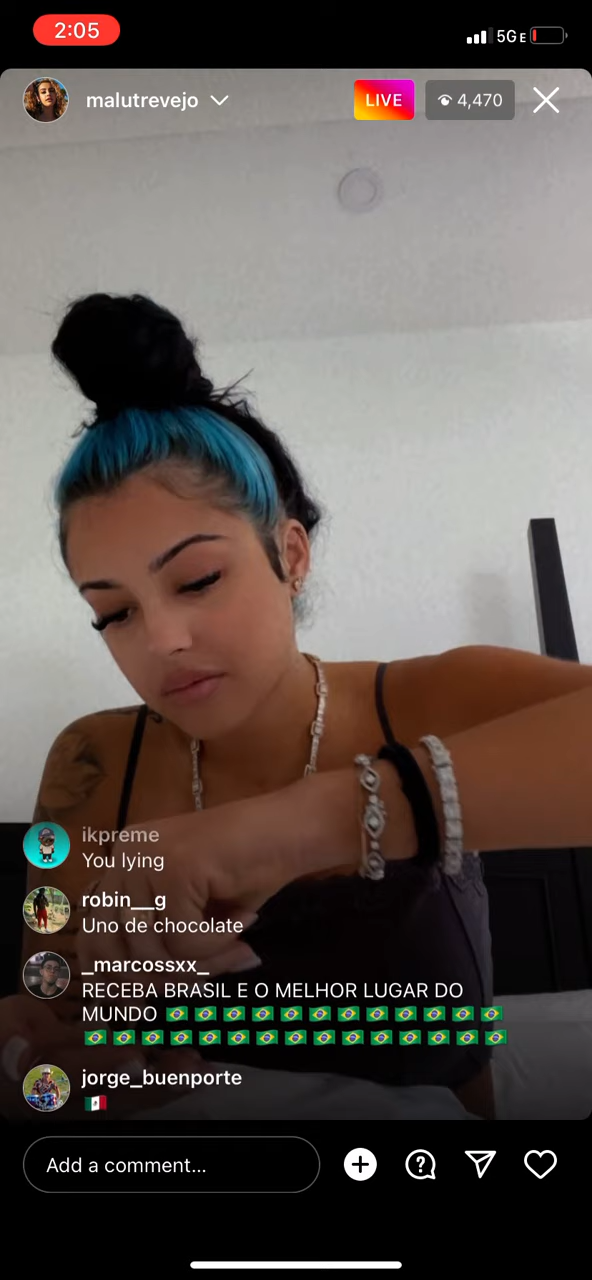 2:05
5GE
malutrevejo
LIVE
4,470
ikpreme
You lying
robin__g
Uno de chocolate
_marcossxx_
RECEBA BRASIL E O MELHOR LUGAR DO
MUNDO 🇧🇷🇧🇷🇧🇷🇧🇷🇧🇷🇧🇷🇧🇷🇧🇷🇧🇷🇧🇷🇧🇷🇧🇷
🇧🇷🇧🇷🇧🇷🇧🇷🇧🇷🇧🇷🇧🇷🇧🇷🇧🇷🇧🇷🇧🇷🇧🇷🇧🇷🇧🇷🇧🇷
jorge_buenporte
🇲🇽
Add a comment...